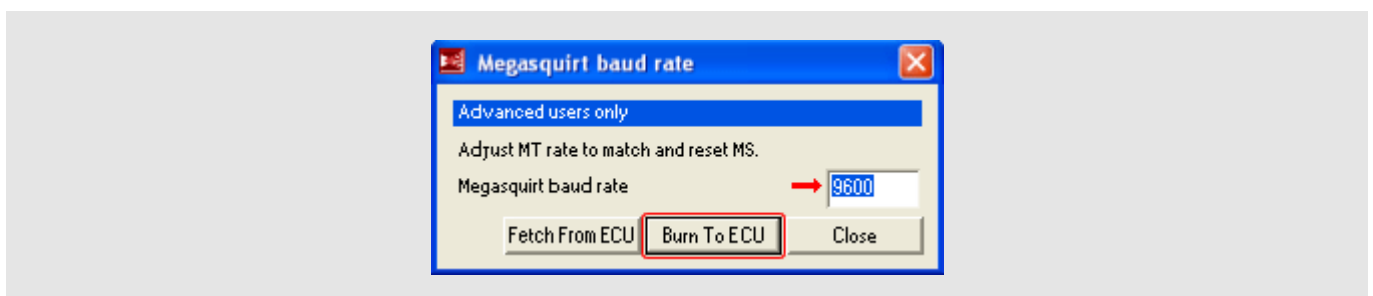 Megasquirt baud rate
Advanced users only
Adjust MT rate to match and reset MS.
Megasquirt baud rate 9600
Fetch From ECU Burn To ECU Close